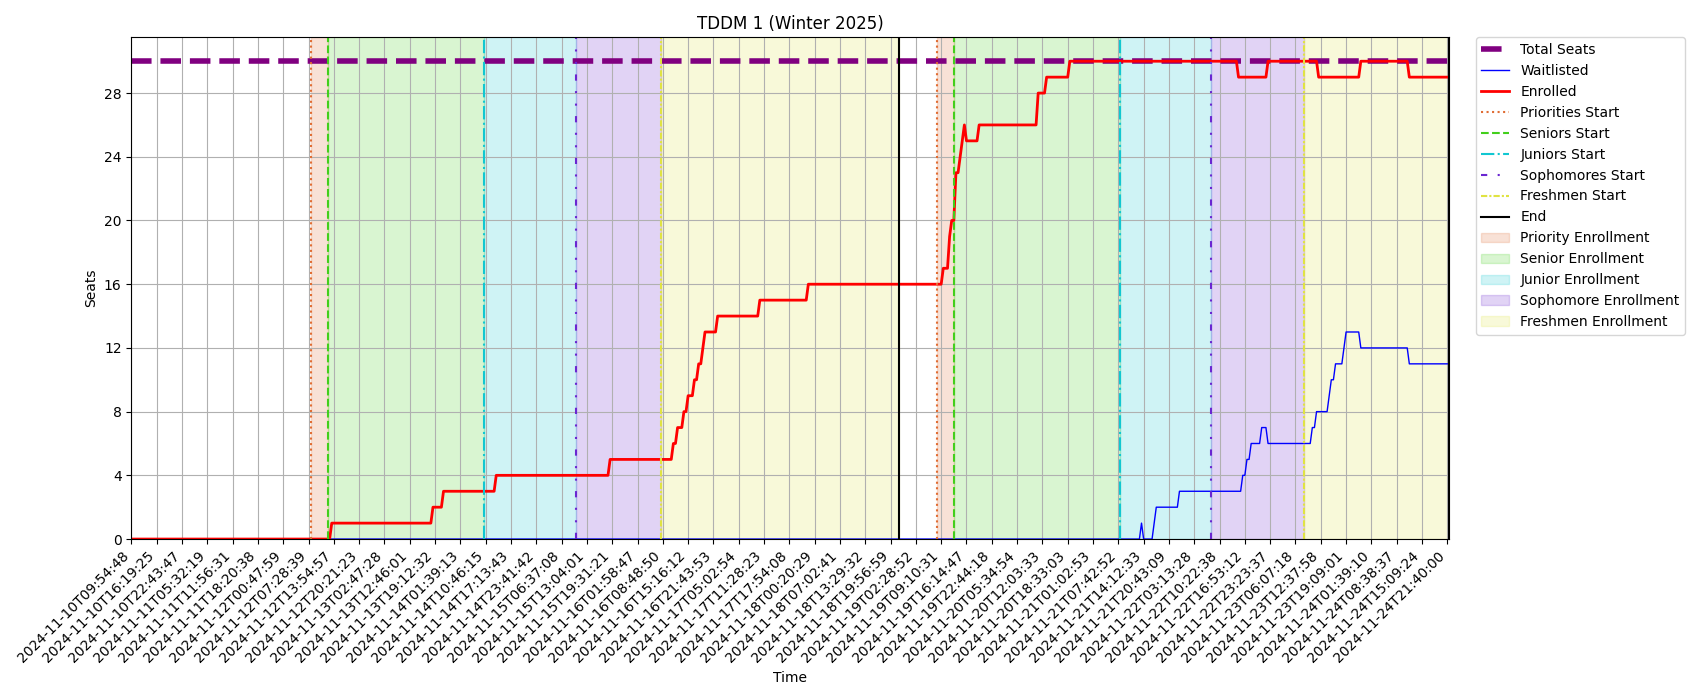 TDDM 1 (Winter 2025)
Seats
28
24
20
16
12
8
4
0
2024-11-10T09:54:48
2024-11-10T16:19:23
2024-11-10T22:43:47
2024-11-11T05:32:19
2024-11-11T11:56:31
2024-11-11T18:20:38
2024-11-12T00:47:59
2024-11-12T07:28:39
2024-11-12T13:54:57
2024-11-12T20:21:23
2024-11-13T02:47:28
2024-11-13T12:46:01
2024-11-13T19:12:32
2024-11-14T01:39:13
2024-11-14T10:46:15
2024-11-14T17:13:43
2024-11-14T23:41:42
2024-11-15T06:37:08
2024-11-15T13:04:01
2024-11-15T19:31:21
2024-11-16T01:58:47
2024-11-16T08:48:50
2024-11-16T15:16:12
2024-11-16T21:43:53
2024-11-17T05:02:54
2024-11-17T11:28:23
2024-11-17T17:54:08
2024-11-18T00:20:29
2024-11-18T07:02:41
2024-11-18T13:29:32
2024-11-18T19:56:59
2024-11-19T02:28:52
2024-11-19T09:10:31
2024-11-19T16:14:47
2024-11-19T22:44:18
2024-11-20T05:34:54
2024-11-20T12:03:33
2024-11-20T18:33:03
2024-11-21T01:02:53
2024-11-21T07:42:52
2024-11-21T14:12:33
2024-11-21T20:43:09
2024-11-22T03:13:28
2024-11-22T10:22:38
2024-11-22T16:53:12
2024-11-22T23:23:37
2024-11-23T06:07:18
2024-11-23T12:37:58
2024-11-23T19:09:01
2024-11-24T01:39:10
2024-11-24T08:38:37
2024-11-24T15:09:24
2024-11-24T21:40:00
Time
Total Seats
Waitlisted
Enrolled
Priorities Start
Seniors Start
Juniors Start
Sophomores Start
Freshmen Start
End
Priority Enrollment
Senior Enrollment
Junior Enrollment
Sophomore Enrollment
Freshmen Enrollment